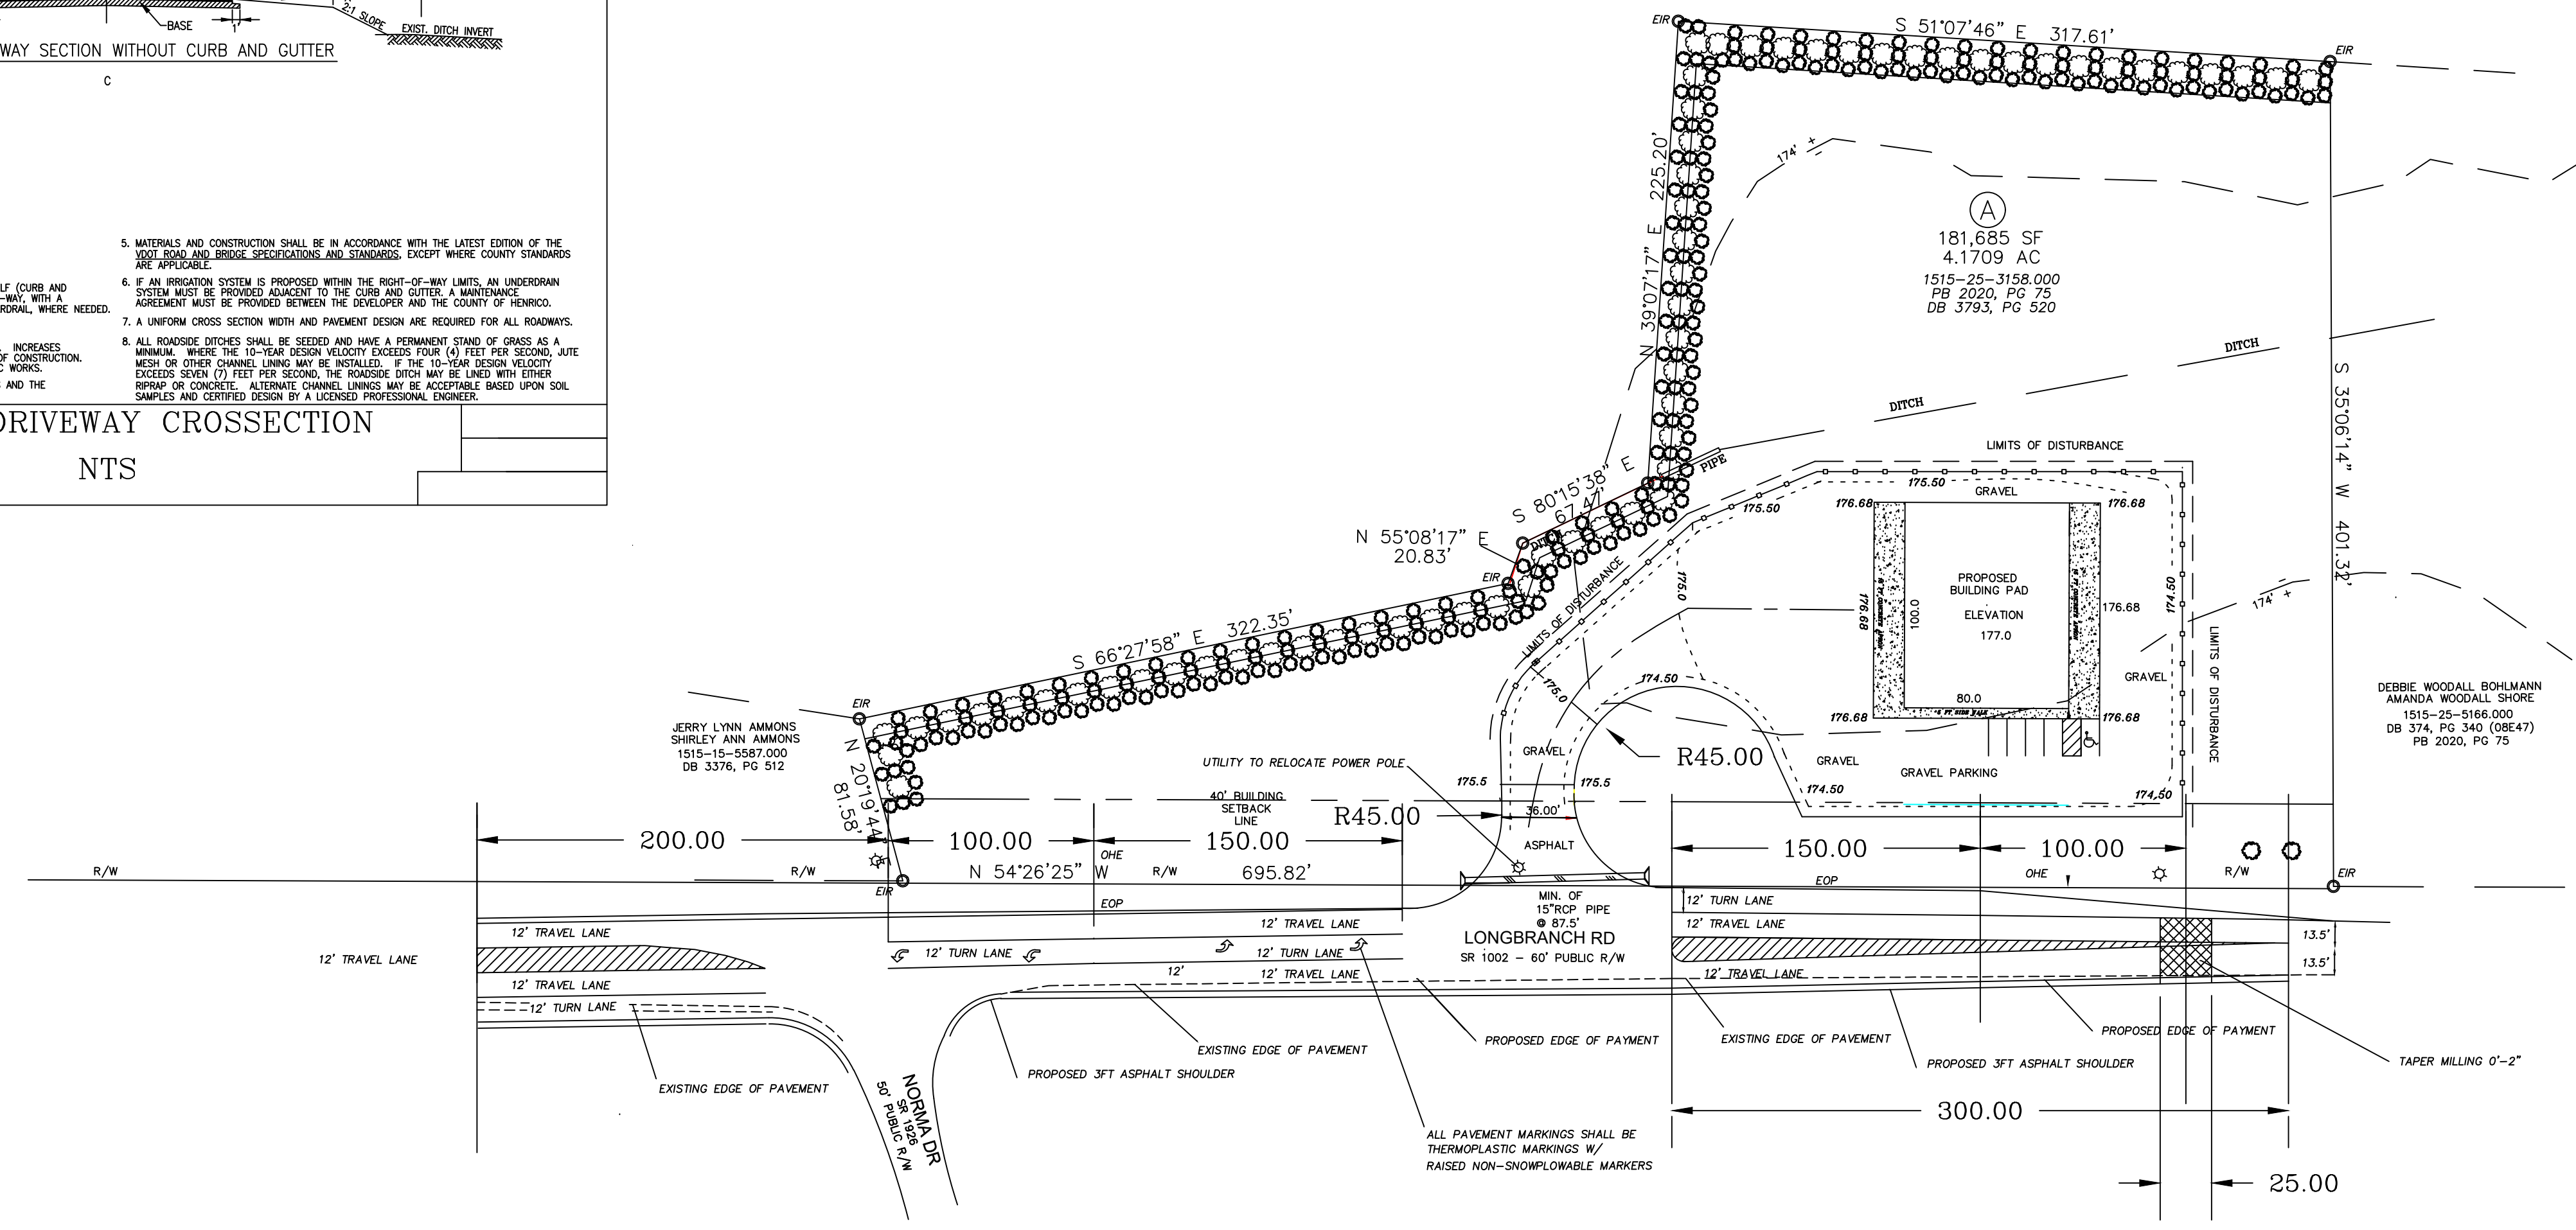 BASE
1'
2:1 SLOPE
EXIST. DITCH INVERT
WAY SECTION WITHOUT CURB AND GUTTER
C
LF (CURB AND
-WAY, WITH A
RDRAIL, WHERE NEEDED.
INCREASES
OF CONSTRUCTION.
C WORKS.
AND THE
5. MATERIALS AND CONSTRUCTION SHALL BE IN ACCORDANCE WITH THE LATEST EDITION OF THE
VDOT ROAD AND BRIDGE SPECIFICATIONS AND STANDARDS, EXCEPT WHERE COUNTY STANDARDS
ARE APPLICABLE.
6. IF AN IRRIGATION SYSTEM IS PROPOSED WITHIN THE RIGHT-OF-WAY LIMITS, AN UNDERDRAIN
SYSTEM MUST BE PROVIDED ADJACENT TO THE CURB AND GUTTER. A MAINTENANCE
AGREEMENT MUST BE PROVIDED BETWEEN THE DEVELOPER AND THE COUNTY OF HENRICO.
7. A UNIFORM CROSS SECTION WIDTH AND PAVEMENT DESIGN ARE REQUIRED FOR ALL ROADWAYS.
8. ALL ROADSIDE DITCHES SHALL BE SEEDED AND HAVE A PERMANENT STAND OF GRASS AS A
MINIMUM. WHERE THE 10-YEAR DESIGN VELOCITY EXCEEDS FOUR (4) FEET PER SECOND, JUTE
MESH OR OTHER CHANNEL LINING MAY BE INSTALLED. IF THE 10-YEAR DESIGN VELOCITY
EXCEEDS SEVEN (7) FEET PER SECOND, THE ROADSIDE DITCH MAY BE LINED WITH EITHER
RIPRAP OR CONCRETE. ALTERNATE CHANNEL LININGS MAY BE ACCEPTABLE BASED UPON SOIL
SAMPLES AND CERTIFIED DESIGN BY A LICENSED PROFESSIONAL ENGINEER.
DRIVEWAY CROSSECTION
NTS
EIR
S 51°07'46" E 317.61'
EIR
N 39°07'17" E 225.20'
174' +
-
A
181,685 SF
4.1709 AC
1515-25-3158.000
PB 2020, PG 75
DB 3793, PG 520
DITCH
DITCH
S 35°06'14" W 401.32'
LIMITS OF DISTURBANCE
PIPE
S 80°15'38" E
67.47'
DITCH
N 55°08'17" E
20.83'
EIR
LIMITS OF DISTURBANCE
175.50
175.50
GRAVEL
176.68
176.68
175.0
PROPOSED
BUILDING PAD
ELEVATION
177.0
100.0
176.68
176.68
174.50
174' +
-
LIMITS OF DISTURBANCE
GRAVEL
80.0
5 FT. SIDE WALK
176.68
176.68
S 66°27'58" E 322.35'
EIR
JERRY LYNN AMMONS
SHIRLEY ANN AMMONS
1515-15-5587.000
DB 3376, PG 512
N 20°19'44"
81.58'
DEBBIE WOODALL BOHLMANN
AMANDA WOODALL SHORE
1515-25-5166.000
DB 374, PG 340 (08E47)
PB 2020, PG 75
175.0
174.50
R45.00
GRAVEL
GRAVEL
GRAVEL PARKING
UTILITY TO RELOCATE POWER POLE
175.5
175.5
174.50
174.50
40' BUILDING
SETBACK
LINE
R45.00
36.00'
ASPHALT
200.00
100.00
150.00
150.00
100.00
R/W
R/W
OHE
N 54°26'25" W
R/W
695.82'
EIR
EOP
EOP
OHE
R/W
EIR
MIN. OF
15"RCP PIPE
@ 87.5'
LONGBRANCH RD
SR 1002 - 60' PUBLIC R/W
12' TURN LANE
12' TRAVEL LANE
12' TRAVEL LANE
13.5'
13.5'
12' TRAVEL LANE
12' TRAVEL LANE
12' TRAVEL LANE
12' TRAVEL LANE
12' TURN LANE
12' TURN LANE
12' TURN LANE
12'
12' TRAVEL LANE
EXISTING EDGE OF PAVEMENT
PROPOSED 3FT ASPHALT SHOULDER
EXISTING EDGE OF PAVEMENT
PROPOSED EDGE OF PAYMENT
EXISTING EDGE OF PAVEMENT
PROPOSED 3FT ASPHALT SHOULDER
PROPOSED EDGE OF PAYMENT
TAPER MILLING 0'-2"
NORMA DR
SR 1926
50' PUBLIC R/W
300.00
ALL PAVEMENT MARKINGS SHALL BE
THERMOPLASTIC MARKINGS W/
RAISED NON-SNOWPLOWABLE MARKERS
25.00